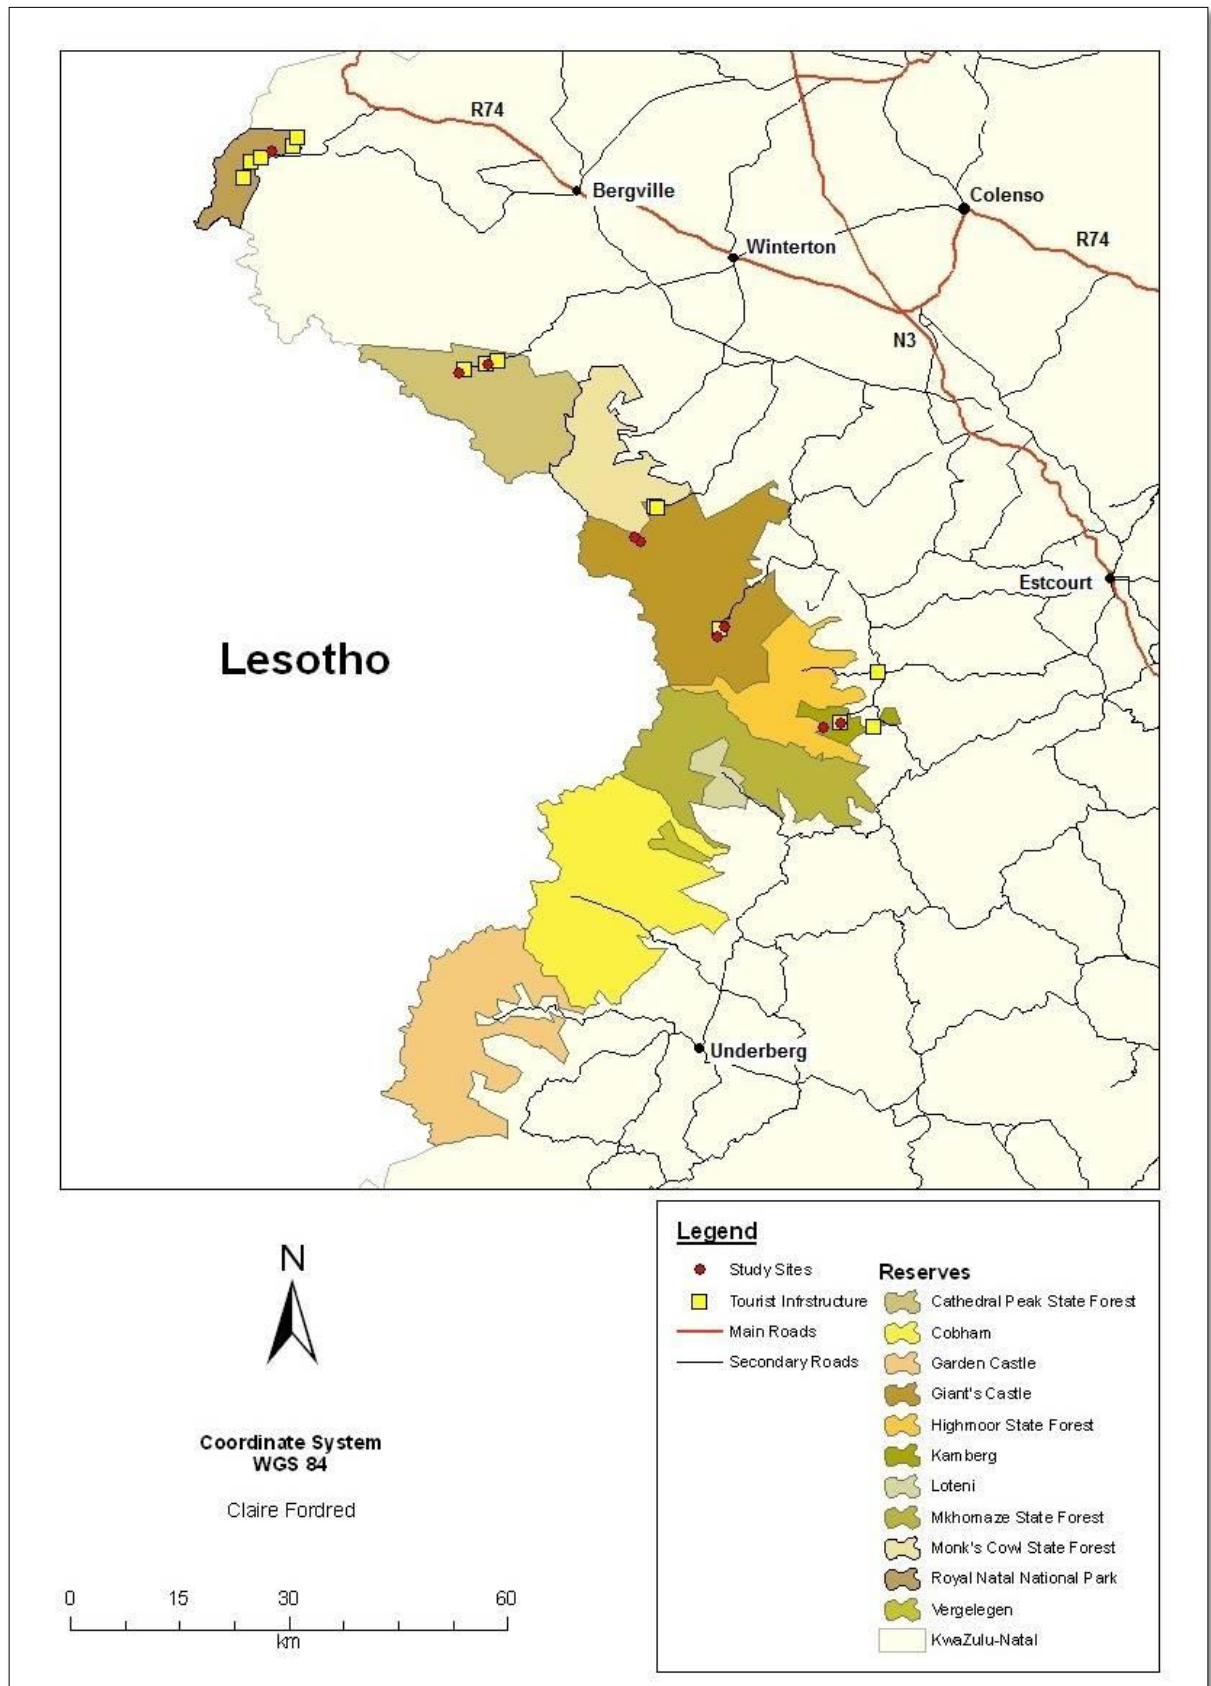 R74
Bergville
Colenso
R74
Winterton
N3
Estcourt
Lesotho
Underberg
N
Coordinate System
WGS 84
Claire Fordred
0 15 30 60
km
Legend
Study Sites
Tourist Infrstructure
Main Roads
Secondary Roads
Reserves
Cathedral Peak State Forest
Cobham
Garden Castle
Giant's Castle
Highmoor State Forest
Kamberg
Loteni
Mkhomaze State Forest
Monk's Cowl State Forest
Royal Natal National Park
Vergelegen
KwaZulu-Natal